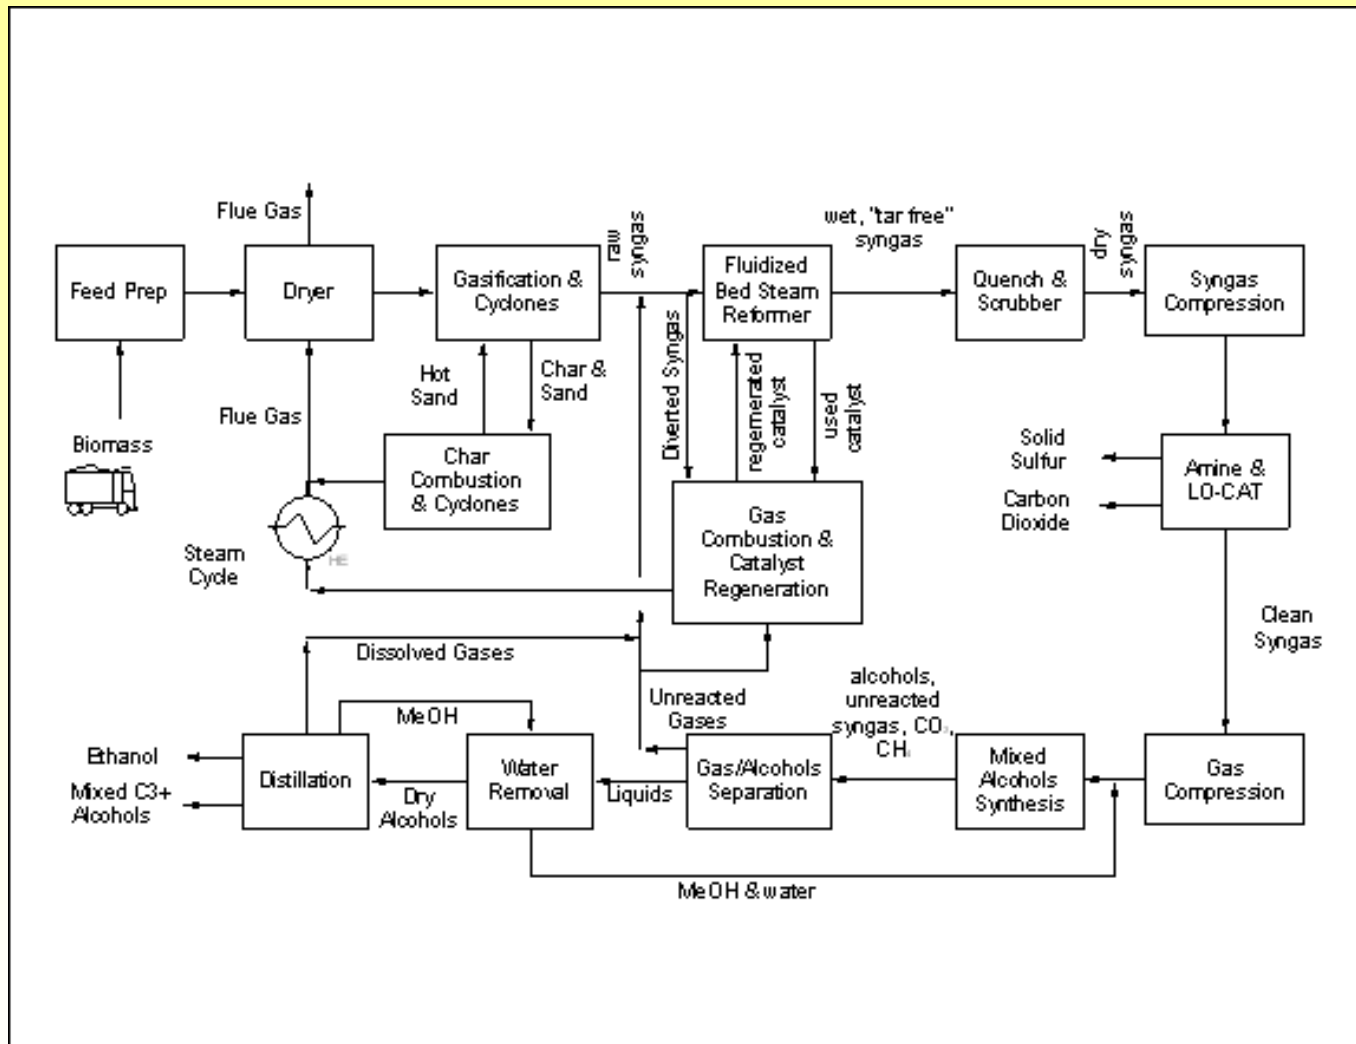 Flue Gas
raw
syngas
wet, "tar free"
syngas
dry
syngas
Feed Prep
Dryer
Gasification &
Cyclones
Fluidized
Bed Steam
Reformer
Quench &
Scrubber
Syngas
Compression
Hot
Sand
Char &
Sand
Diverted Syngas
regernerated
catalyst
used
catalyst
Flue Gas
Biomass
Char
Combustion
& Cyclones
Solid
Sulfur
Carbon
Dioxide
Amine &
LO-CAT
Gas
Combustion &
Catalyst
Regeneration
Steam
Cycle
HE
Clean
Syngas
Dissolved Gases
Unreacted
Gases
alcohols,
unreacted
syngas, CO2,
CH4
MeOH
Ethanol
Mixed C3+
Alcohols
Distillation
Dry
Alcohols
Water
Removal
Liquids
Gas/Alcohols
Separation
Mixed
Alcohols
Synthesis
Gas
Compression
MeOH & water